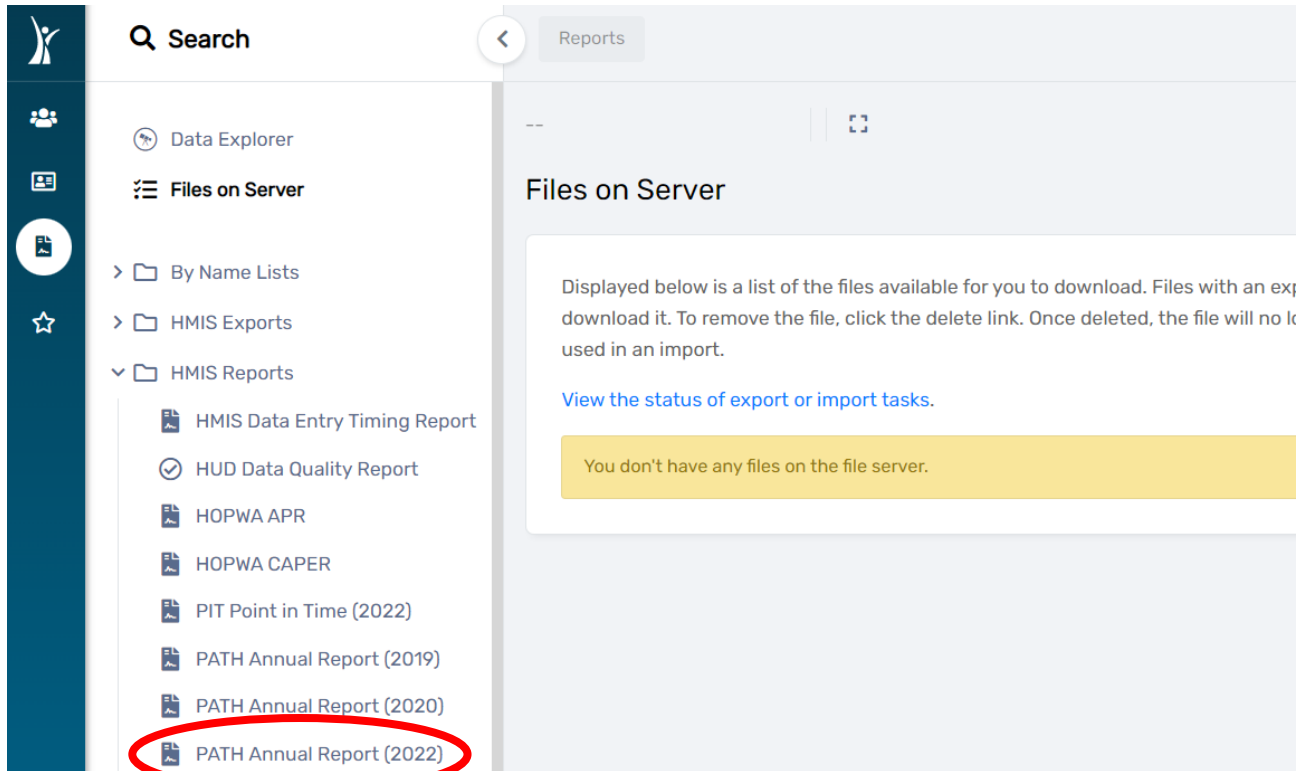 Search
Reports
Data Explorer
Files on Server
By Name Lists
HMIS Exports
HMIS Reports
HMIS Data Entry Timing Report
HUD Data Quality Report
HOPWA APR
HOPWA CAPER
PIT Point in Time (2022)
PATH Annual Report (2019)
PATH Annual Report (2020)
PATH Annual Report (2022)
--
Files on Server
Displayed below is a list of the files available for you to download. Files with an
download it. To remove the file, click the delete link. Once deleted, the file will no
used in an import.
View the status of export or import tasks.
You don't have any files on the file server.